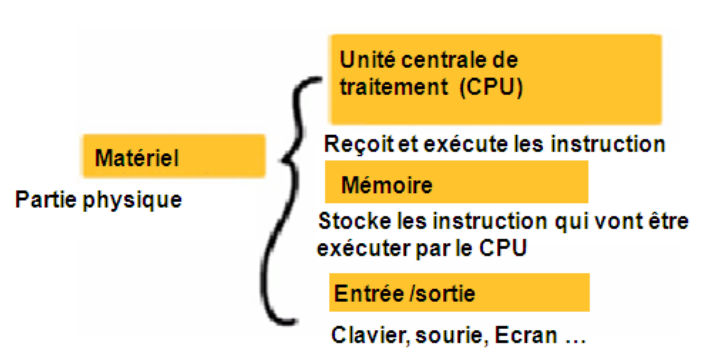 Matériel
Partie physique
Unité centrale de
traitement (CPU)
Reçoit et exécute les instruction
Mémoire
Stocke les instruction qui vont être
exécuter par le CPU
Entrée /sortie
Clavier, sourie, Ecran ...